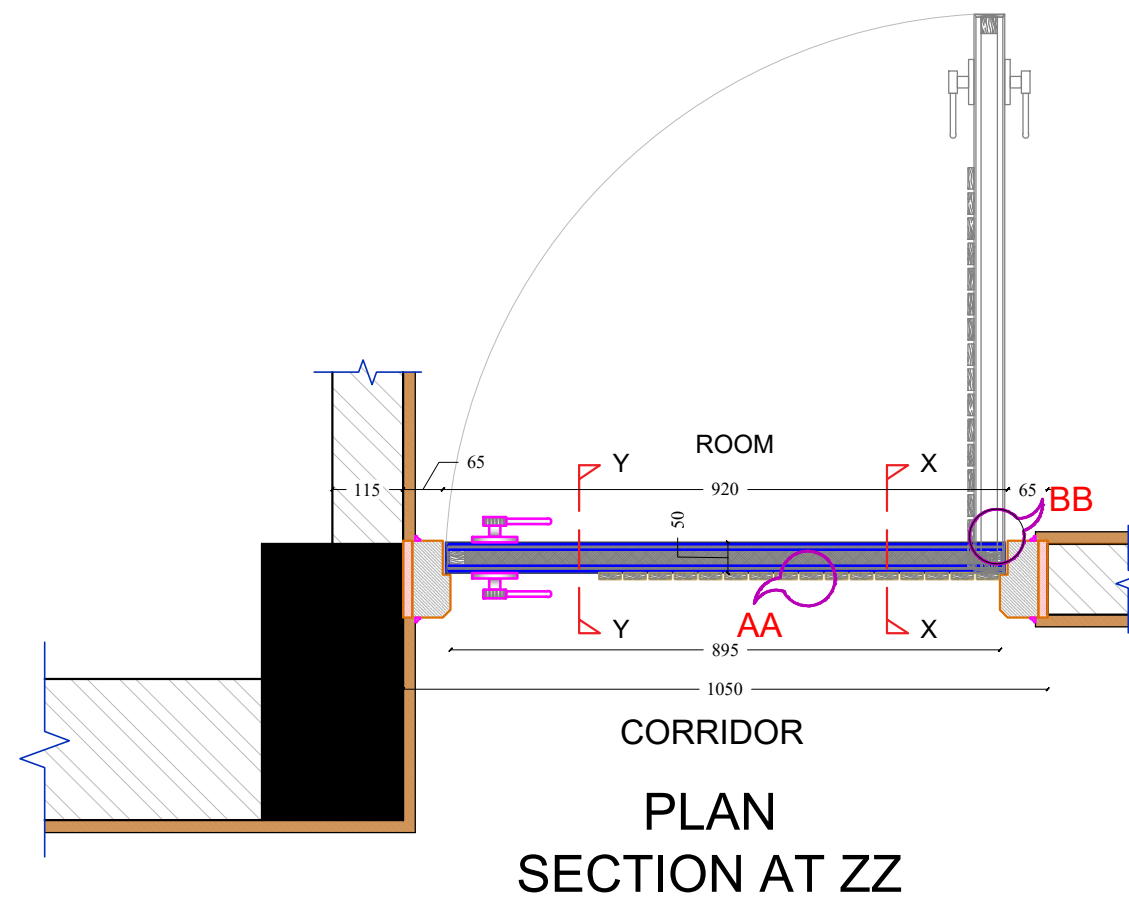 ROOM
Y
X
65
115
920
65
BB
50
AA
Y
X
895
1050
CORRIDOR
PLAN
SECTION AT ZZ